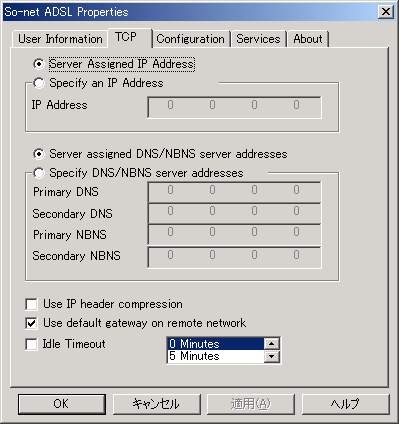 So-net ADSL Properties
User Information TCP Configuration Services About
Server Assigned IP Address
Specify an IP Address
IP Address 0 0 0 0
Server assigned DNS/NBNS server addresses
Specify DNS/NBNS server addresses
Primary DNS 0 0 0 0
Secondary DNS 0 0 0 0
Primary NBNS 0 0 0 0
Secondary NBNS 0 0 0 0
Use IP header compression
Use default gateway on remote network
Idle Timeout 0 Minutes
5 Minutes
OK キャンセル 適用(A) ヘルプ